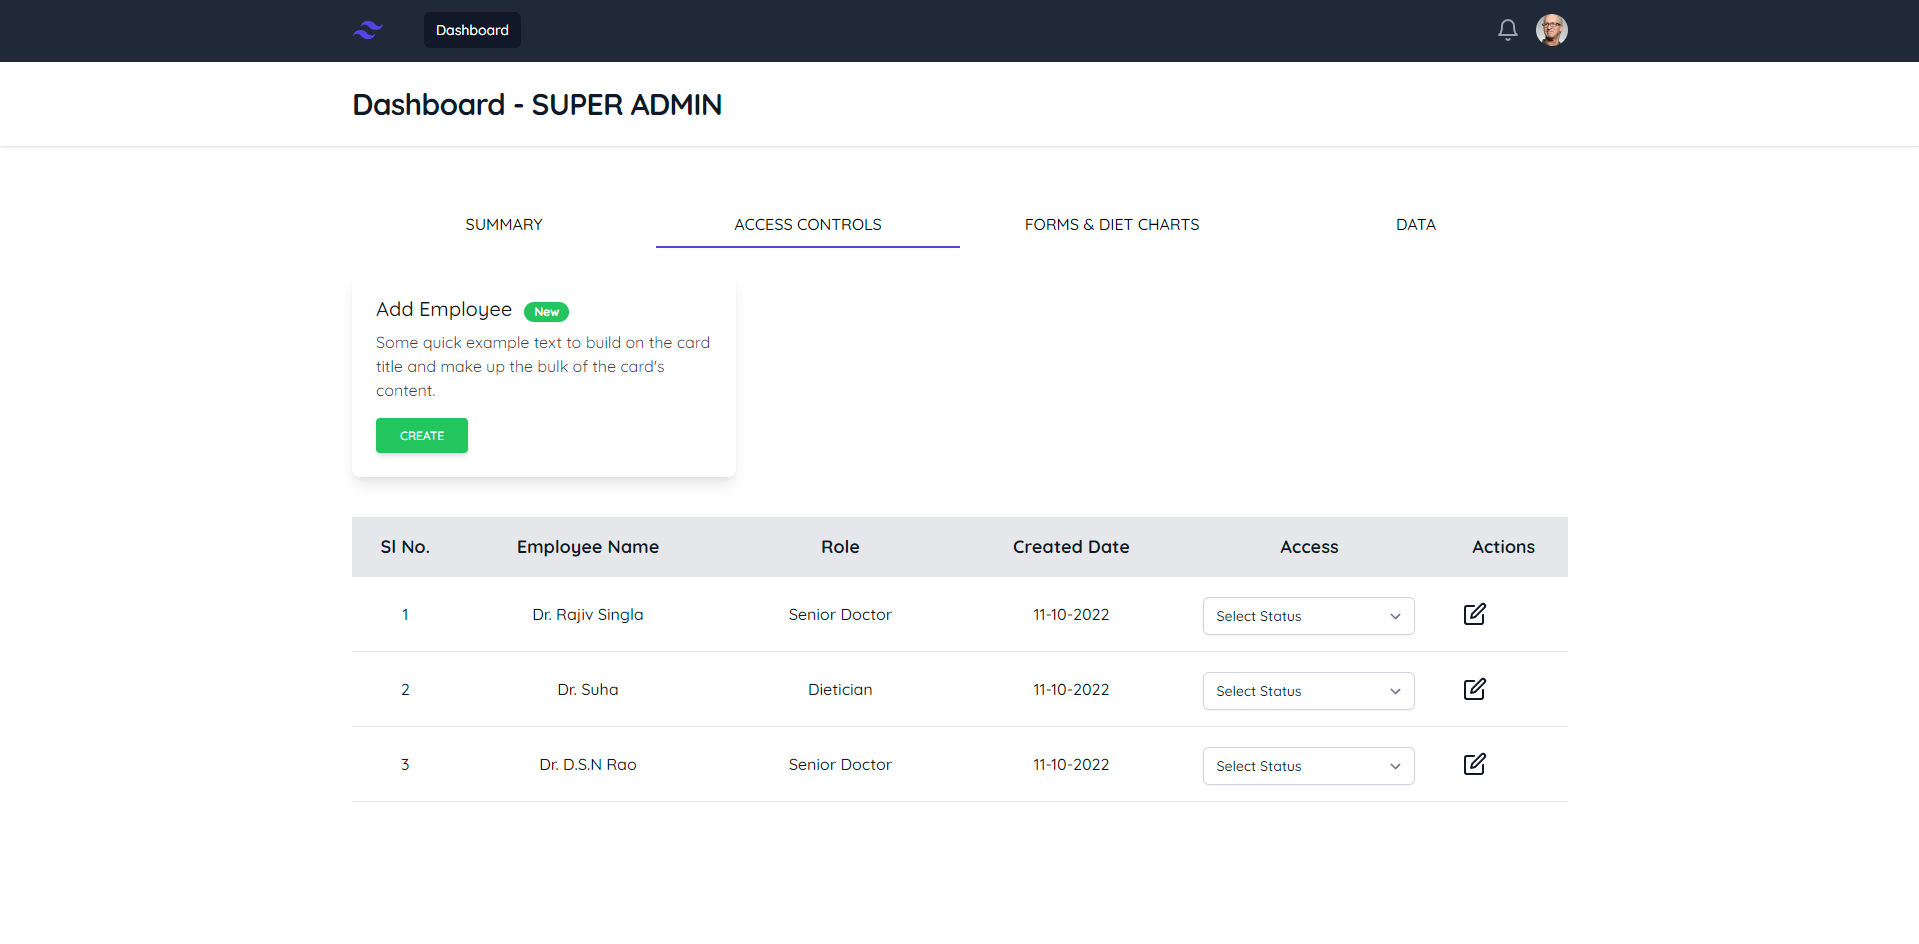 Dashboard
Dashboard - SUPER ADMIN
SUMMARY ACCESS CONTROLS FORMS & DIET CHARTS DATA
Add Employee New
Some quick example text to build on the card
title and make up the bulk of the card's
content.
CREATE
Sl No. Employee Name Role Created Date Access Actions
1 Dr. Rajiv Singla Senior Doctor 11-10-2022 Select Status
2 Dr. Suha Dietician 11-10-2022 Select Status
3 Dr. D.S.N Rao Senior Doctor 11-10-2022 Select Status